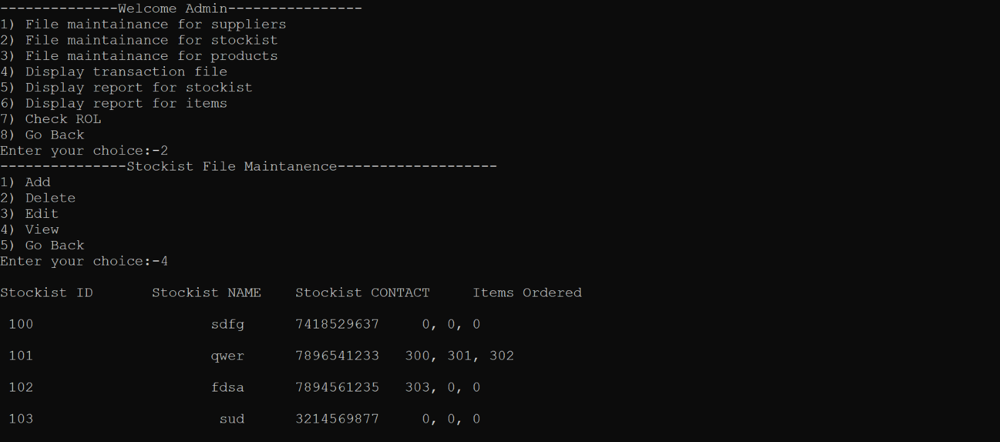 --------------Welcome Admin----------------
1) File maintainance for suppliers
2) File maintainance for stockist
3) File maintainance for products
4) Display transaction file
5) Display report for stockist
6) Display report for items
7) Check ROL
8) Go Back
Enter your choice:-2
---------------Stockist File Maintanence-------------------
1) Add
2) Delete
3) Edit
4) View
5) Go Back
Enter your choice:-4
Stockist ID       Stockist NAME    Stockist CONTACT     Items Ordered
 100                     sdfg      7418529637     0, 0, 0
 101                     qwer      7896541233   300, 301, 302
 102                     fdsa      7894561235   303, 0, 0
 103                      sud      3214569877     0, 0, 0